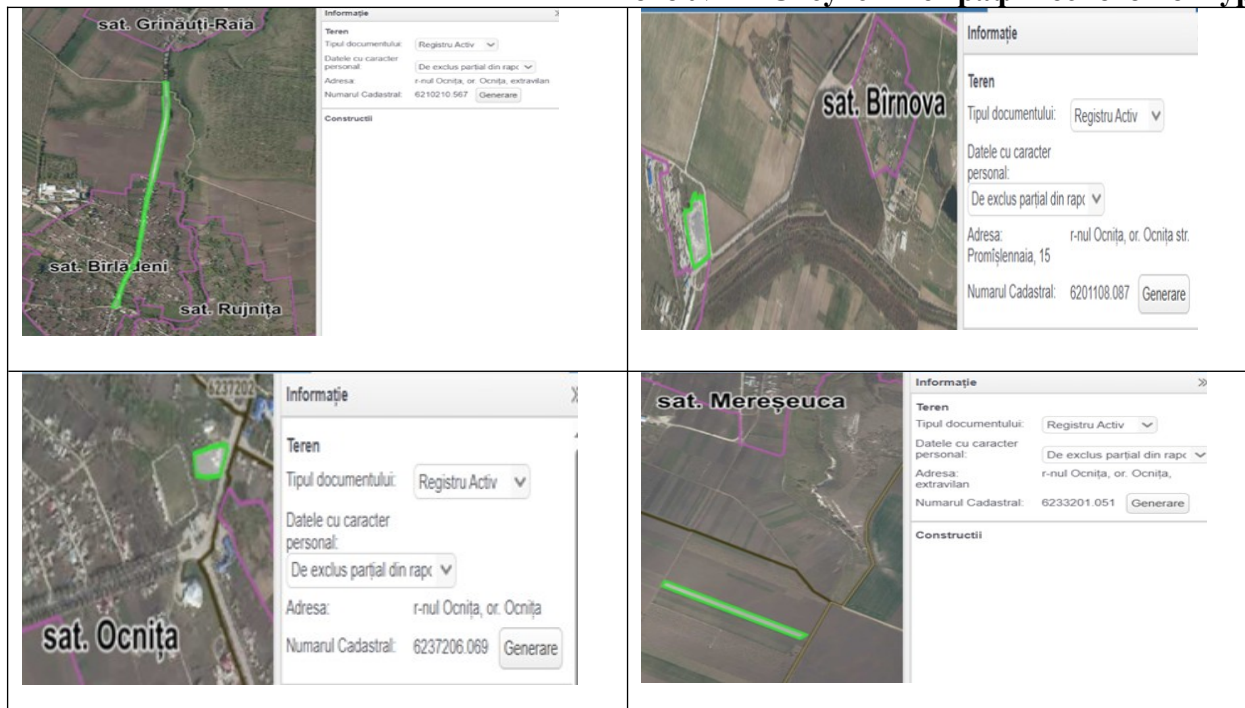 sat. Grinăuți-Raia
sat. Bîrlădeni
sat. Rujnița
Informație
Teren
Tipul documentului: Registru Activ
Datele cu caracter
personal: De exclus parțial din rapc
Adresa: r-nul Ocnița, or. Ocnița, extravilan
Numarul Cadastral: 6210210.567 Generare
Constructii
sat. Bîrnova
Informație
Teren
Tipul documentului: Registru Activ
Datele cu caracter
personal:
De exclus parțial din rapc
Adresa: r-nul Ocnița, or. Ocnița str.
Promîșlennaia, 15
Numarul Cadastral: 6201108.087 Generare
6237202
sat. Ocnița
Informație
Teren
Tipul documentului: Registru Activ
Datele cu caracter
personal:
De exclus parțial din rapc
Adresa: r-nul Ocnița, or. Ocnița
Numarul Cadastral: 6237206.069 Generare
sat. Mereșeuca
Informație
Teren
Tipul documentului: Registru Activ
Datele cu caracter
personal: De exclus parțial din rapc
Adresa: r-nul Ocnița, or. Ocnița,
extravilan
Numarul Cadastral: 6233201.051 Generare
Constructii